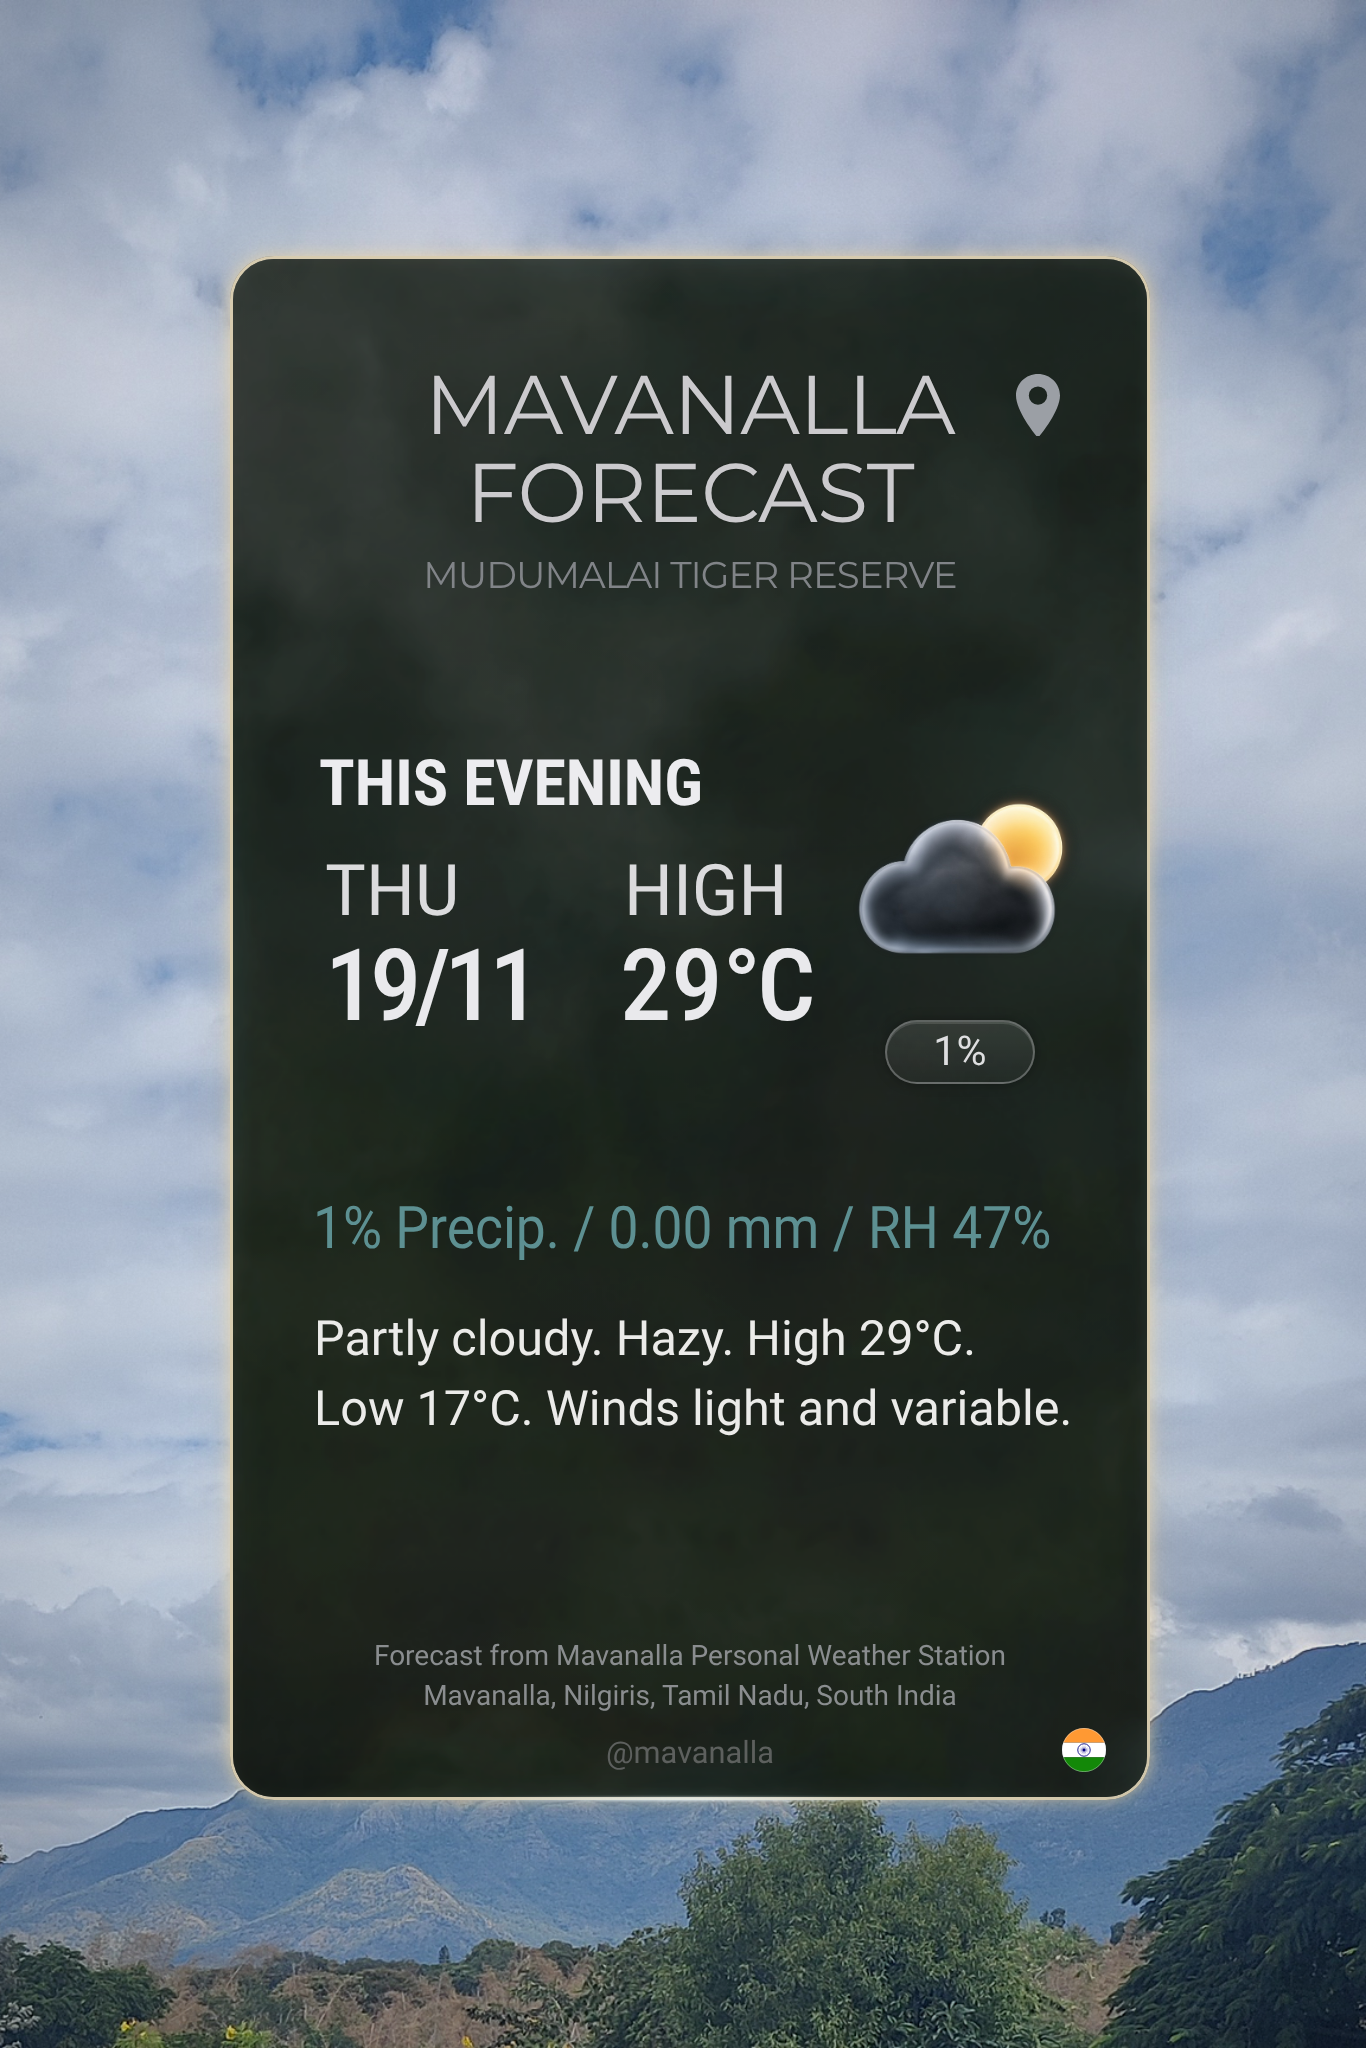 MAVANALLA
FORECAST
MUDUMALAI TIGER RESERVE
THIS EVENING
THU HIGH
19/11 29°C
1%
1% Precip. / 0.00 mm / RH 47%
Partly cloudy. Hazy. High 29°C.
Low 17°C. Winds light and variable.
Forecast from Mavanalla Personal Weather Station
Mavanalla, Nilgiris, Tamil Nadu, South India
@mavanalla